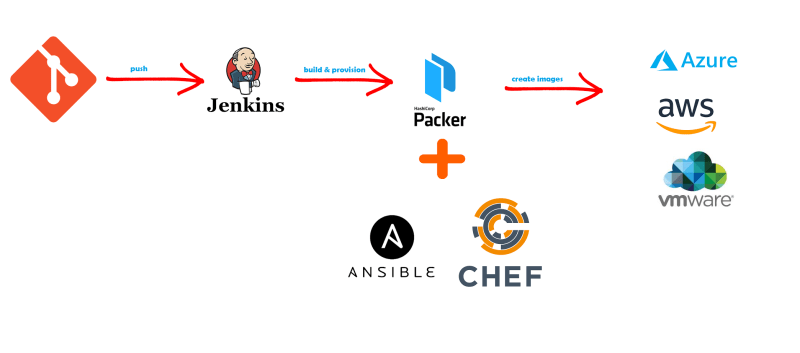 push
Jenkins
build & provision
HashiCorp
Packer
create images
Azure
aws
vmware®
ANSIBLE
CHEF